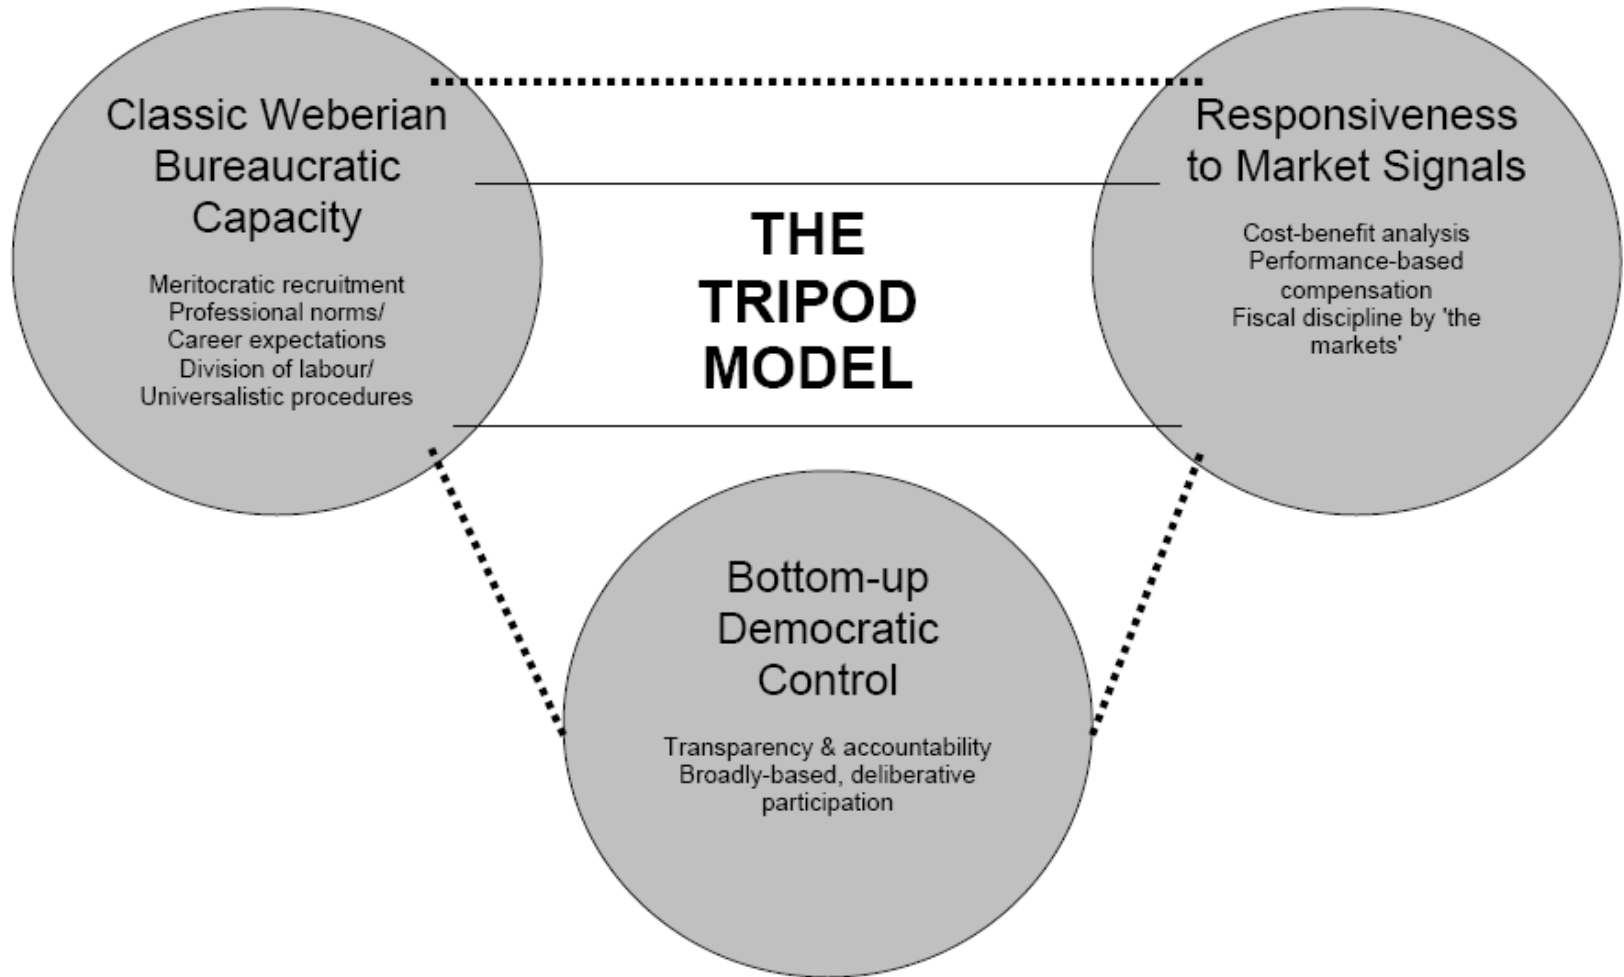 Classic Weberian
Bureaucratic
Capacity
Meritocratic recruitment
Professional norms/
Career expectations
Division of labour/
Universalistic procedures
THE
TRIPOD
MODEL
Responsiveness
to Market Signals
Cost-benefit analysis
Performance-based
compensation
Fiscal discipline by 'the
markets'
Bottom-up
Democratic
Control
Transparency & accountability
Broadly-based, deliberative
participation